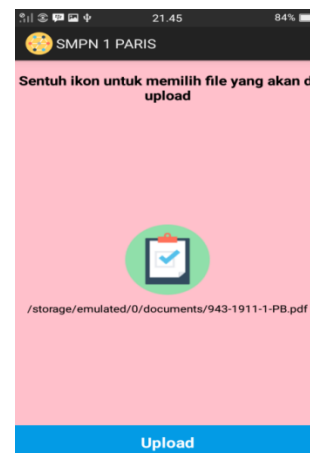 21.45
84%
SMPN 1 PARIS
Sentuh ikon untuk memilih file yang akan d
upload
/storage/emulated/0/documents/943-1911-1-PB.pdf
Upload